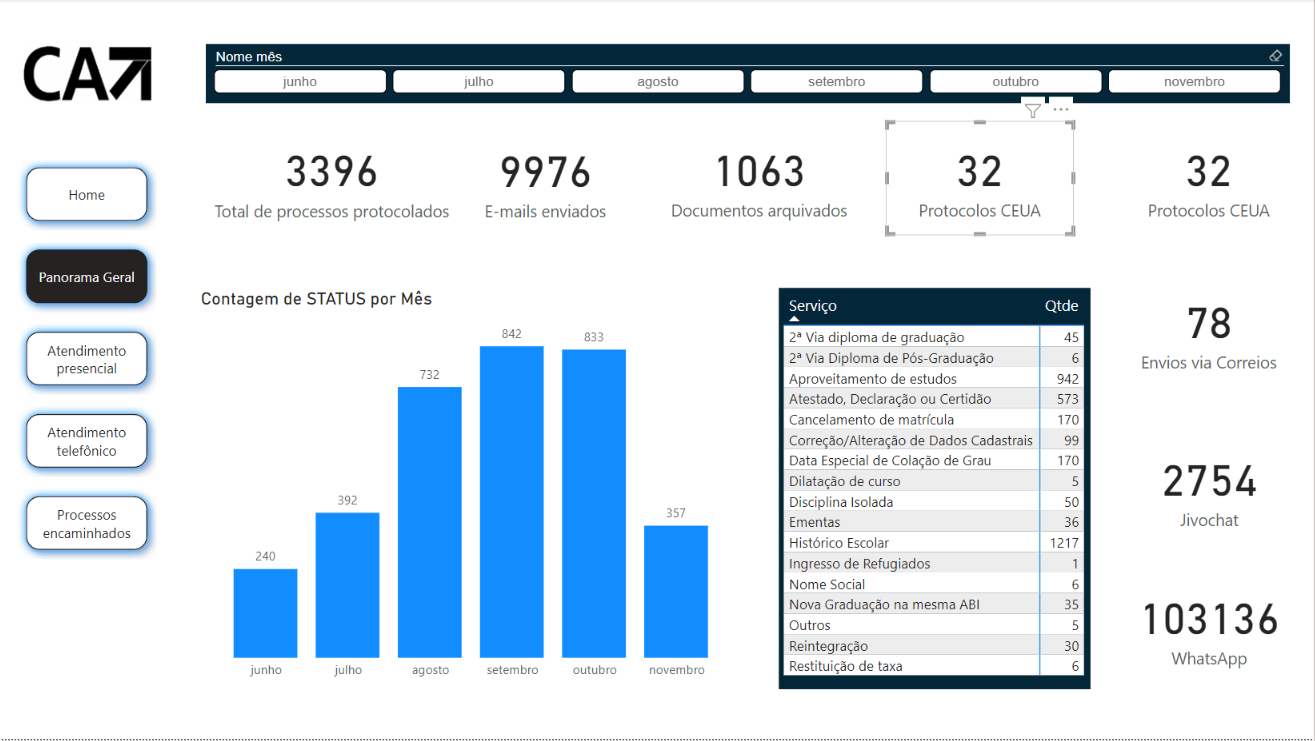 CA
Nome mês
junho
julho
agosto
setembro
outubro
novembro
3396
Total de processos protocolados
9976
E-mails enviados
1063
Documentos arquivados
32
Protocolos CEUA
32
Protocolos CEUA
Home
Panorama Geral
Atendimento
presencial
Atendimento
telefônico
Processos
encaminhados
Contagem de STATUS por Mês
240
392
732
842
833
357
junho
julho
agosto
setembro
outubro
novembro
Serviço Qtde
2ª Via diploma de graduação 45
2ª Via Diploma de Pós-Graduação 6
Aproveitamento de estudos 942
Atestado, Declaração ou Certidão 573
Cancelamento de matrícula 170
Correção/Alteração de Dados Cadastrais 99
Data Especial de Colação de Grau 170
Dilatação de curso 5
Disciplina Isolada 50
Ementas 36
Histórico Escolar 1217
Ingresso de Refugiados 1
Nome Social 6
Nova Graduação na mesma ABI 35
Outros 5
Reintegração 30
Restituição de taxa 6
78
Envios via Correios
2754
Jivochat
103136
WhatsApp